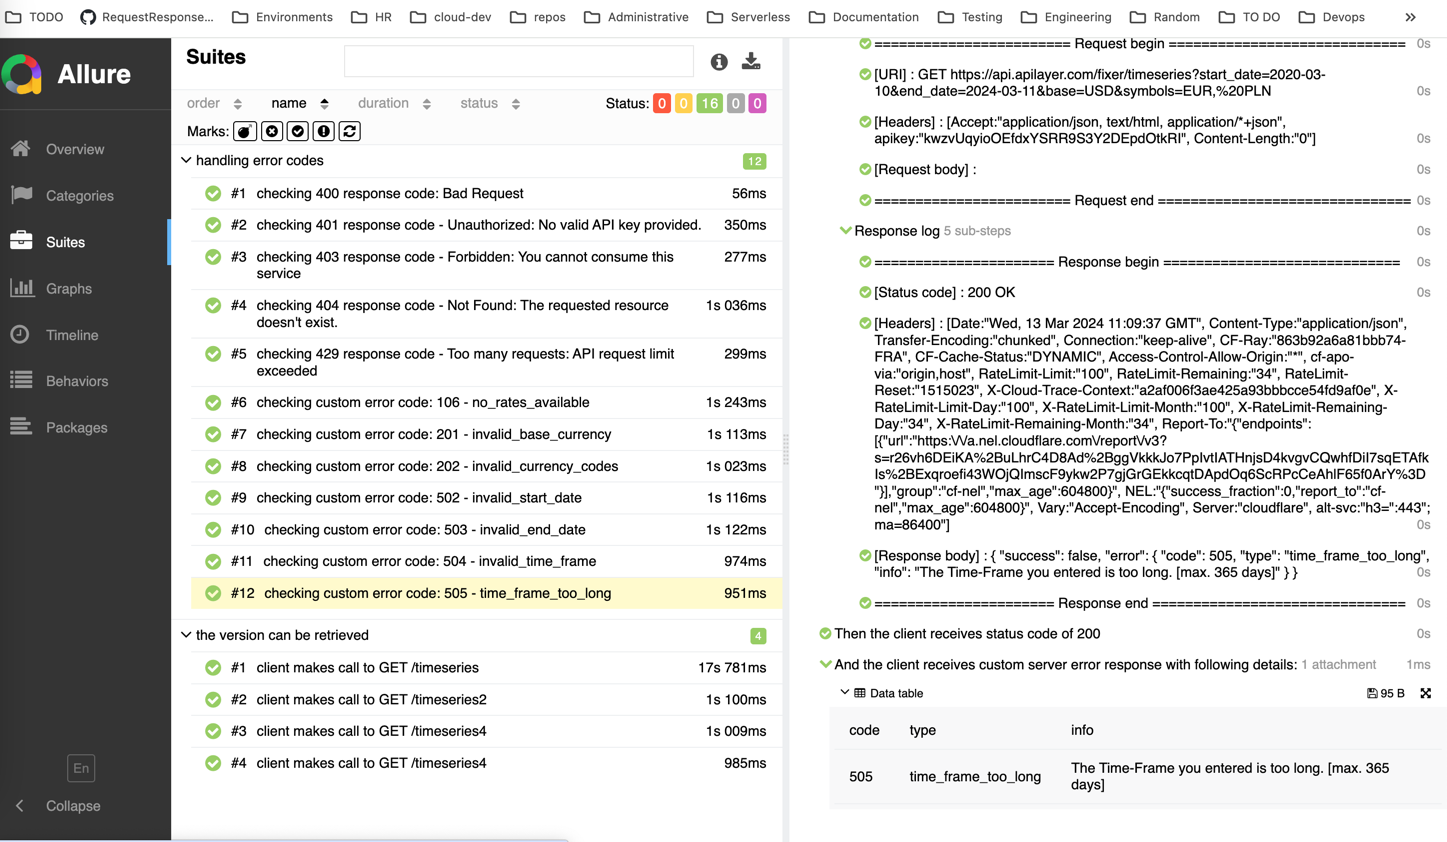 TODO RequestResponse... Environments HR cloud-dev repos Administrative Serverless Documentation Testing Engineering Random TO DO Devops »
Allure
Overview
Categories
Suites
Graphs
Timeline
Behaviors
Packages
En
Collapse
Suites
order name duration status Status: 0 0 16 0 0
Marks:
handling error codes 12
#1 checking 400 response code: Bad Request 56ms
#2 checking 401 response code - Unauthorized: No valid API key provided. 350ms
#3 checking 403 response code - Forbidden: You cannot consume this 277ms
service
#4 checking 404 response code - Not Found: The requested resource 1s 036ms
doesn't exist.
#5 checking 429 response code - Too many requests: API request limit 299ms
exceeded
#6 checking custom error code: 106 - no_rates_available 1s 243ms
#7 checking custom error code: 201 - invalid_base_currency 1s 113ms
#8 checking custom error code: 202 - invalid_currency_codes 1s 023ms
#9 checking custom error code: 502 - invalid_start_date 1s 116ms
#10 checking custom error code: 503 - invalid_end_date 1s 122ms
#11 checking custom error code: 504 - invalid_time_frame 974ms
#12 checking custom error code: 505 - time_frame_too_long 951ms
the version can be retrieved 4
#1 client makes call to GET /timeseries 17s 781ms
#2 client makes call to GET /timeseries2 1s 100ms
#3 client makes call to GET /timeseries4 1s 009ms
#4 client makes call to GET /timeseries4 985ms
======================= Request begin ============================ 0s
[URI] : GET https://api.apilayer.com/fixer/timeseries?start_date=2020-03-
10&end_date=2024-03-11&base=USD&symbols=EUR,%20PLN 0s
[Headers] : [Accept:"application/json, text/html, application/*+json",
apikey:"kwzvUqyioOEfdxYSRR9S3Y2DEpdOtkRI", Content-Length:"0"] 0s
[Request body] : 0s
======================= Request end ============================== 0s
Response log 5 sub-steps 0s
===================== Response begin ============================ 0s
[Status code] : 200 OK 0s
[Headers] : [Date:"Wed, 13 Mar 2024 11:09:37 GMT", Content-Type:"application/json",
Transfer-Encoding:"chunked", Connection:"keep-alive", CF-Ray:"863b92a6a81bbb74-
FRA", CF-Cache-Status:"DYNAMIC", Access-Control-Allow-Origin:"*", cf-apo-
via:"origin,host", RateLimit-Limit:"100", RateLimit-Remaining:"34", RateLimit-
Reset:"1515023", X-Cloud-Trace-Context:"a2af006f3ae425a93bbbcce54fd9af0e", X-
RateLimit-Limit-Day:"100", X-RateLimit-Limit-Month:"100", X-RateLimit-Remaining-
Day:"34", X-RateLimit-Remaining-Month:"34", Report-To:"{"endpoints":
[{"url":"https:\/\/a.nel.cloudflare.com\/report\/v3?
s=r26vh6DEiKA%2BuLhrC4D8Ad%2BggVkkkJo7PpIvtIATHnjsD4kvgvCQwhfDiI7sqETAfk
Is%2BExqroefi43WOjQImscF9ykw2P7gjGrGEkkcqtDApdOq6ScRPcCeAhlF65f0ArY%3D
"}],"group":"cf-nel","max_age":604800}", NEL:"{"success_fraction":0,"report_to":"cf-
nel","max_age":604800}", Vary:"Accept-Encoding", Server:"cloudflare", alt-svc:"h3=":443";
ma=86400"] 0s
[Response body] : { "success": false, "error": { "code": 505, "type": "time_frame_too_long",
"info": "The Time-Frame you entered is too long. [max. 365 days]" } } 0s
===================== Response end ============================== 0s
Then the client receives status code of 200 0s
And the client receives custom server error response with following details: 1 attachment 1ms
Data table 95 B
code type info
505 time_frame_too_long The Time-Frame you entered is too long. [max. 365
days]